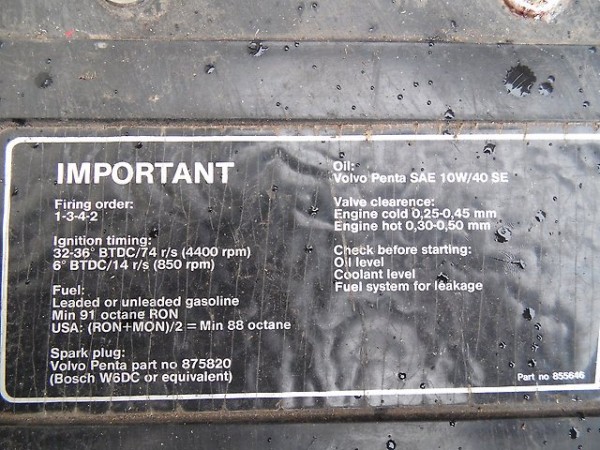 IMPORTANT
Firing order:
1-3-4-2
Ignition timing:
32-36° BTDC/74 r/s (4400 rpm)
6° BTDC/14 r/s (850 rpm)
Fuel:
Leaded or unleaded gasoline
Min 91 octane RON
USA: (RON+MON)/2 = Min 88 octane
Spark plug:
Volvo Penta part no 875820
(Bosch W6DC or equivalent)
Oil:
Volvo Penta SAE 10W/40 SE
Valve clearence:
Engine cold 0,25-0,45 mm
Engine hot 0,30-0,50 mm
Check before starting:
Oil level
Coolant level
Fuel system for leakage
Part no 855646